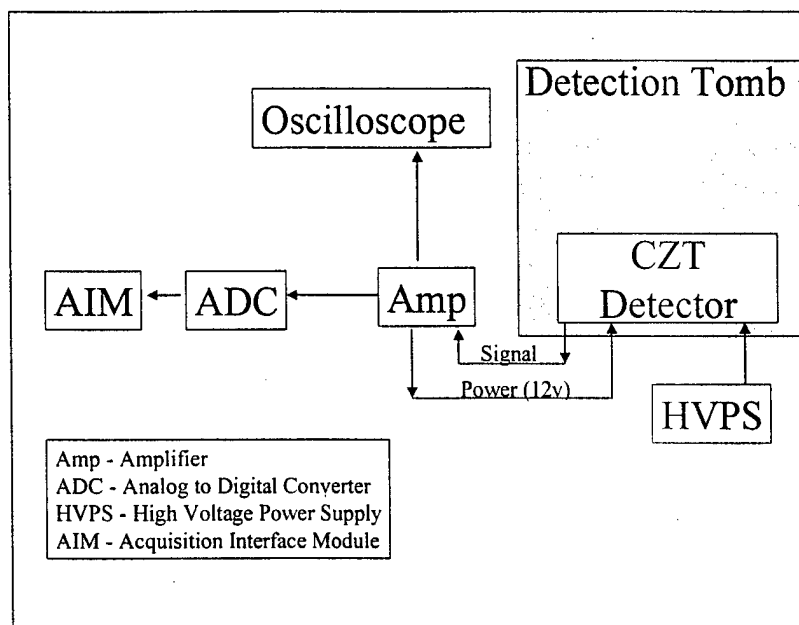 Detection Tomb
Oscilloscope
CZT
Detector
AIM
ADC
Amp
Signal
Power (12v)
HVPS
Amp - Amplifier
ADC - Analog to Digital Converter
HVPS - High Voltage Power Supply
AIM - Acquisition Interface Module